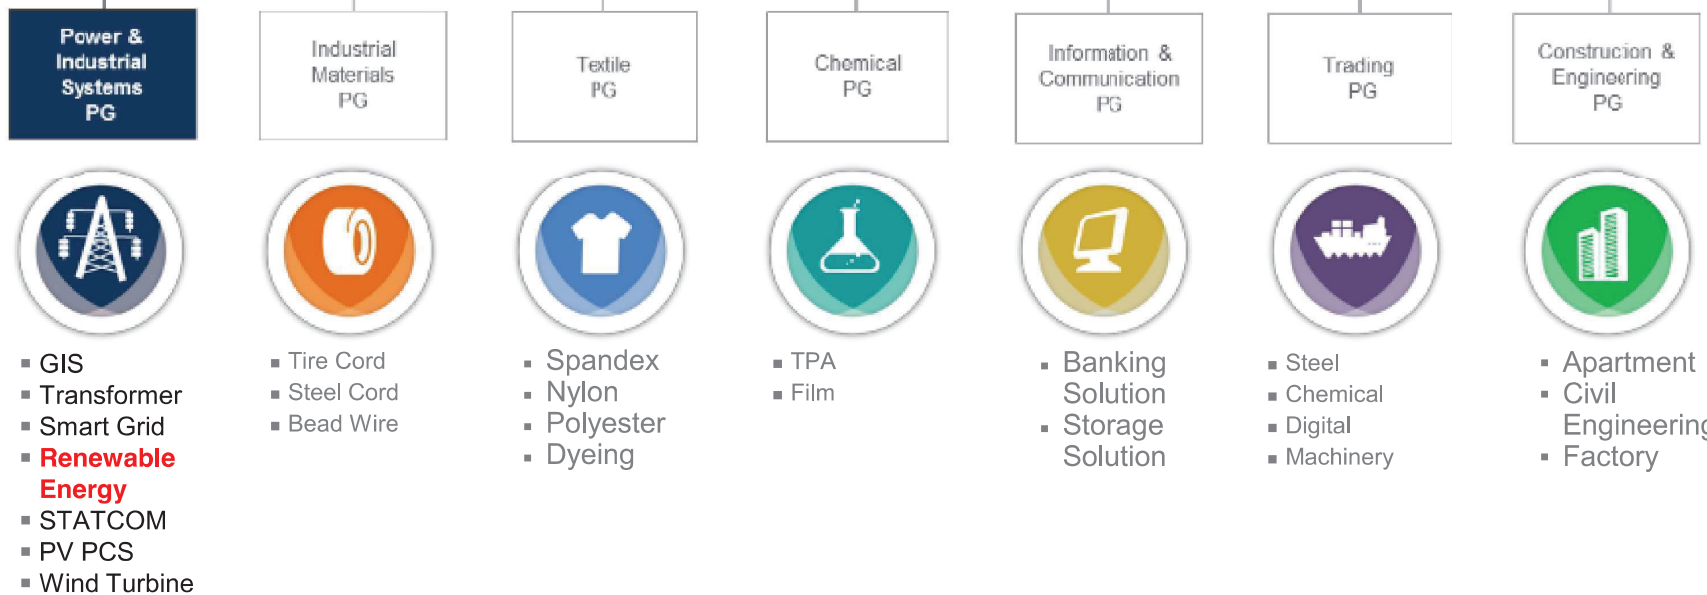 Power &
Industrial
Systems
PG
Industrial
Materials
PG
Textile
PG
Chemical
PG
Information &
Communication
PG
Trading
PG
Construcion &
Engineering
PG
▪ GIS
▪ Transformer
▪ Smart Grid
▪ Renewable
Energy
▪ STATCOM
▪ PV PCS
▪ Wind Turbine
▪ Tire Cord
▪ Steel Cord
▪ Bead Wire
▪ Spandex
▪ Nylon
▪ Polyester
▪ Dyeing
▪ TPA
▪ Film
▪ Banking
Solution
▪ Storage
Solution
▪ Steel
▪ Chemical
▪ Digital
▪ Machinery
▪ Apartment
▪ Civil
Engineering
▪ Factory